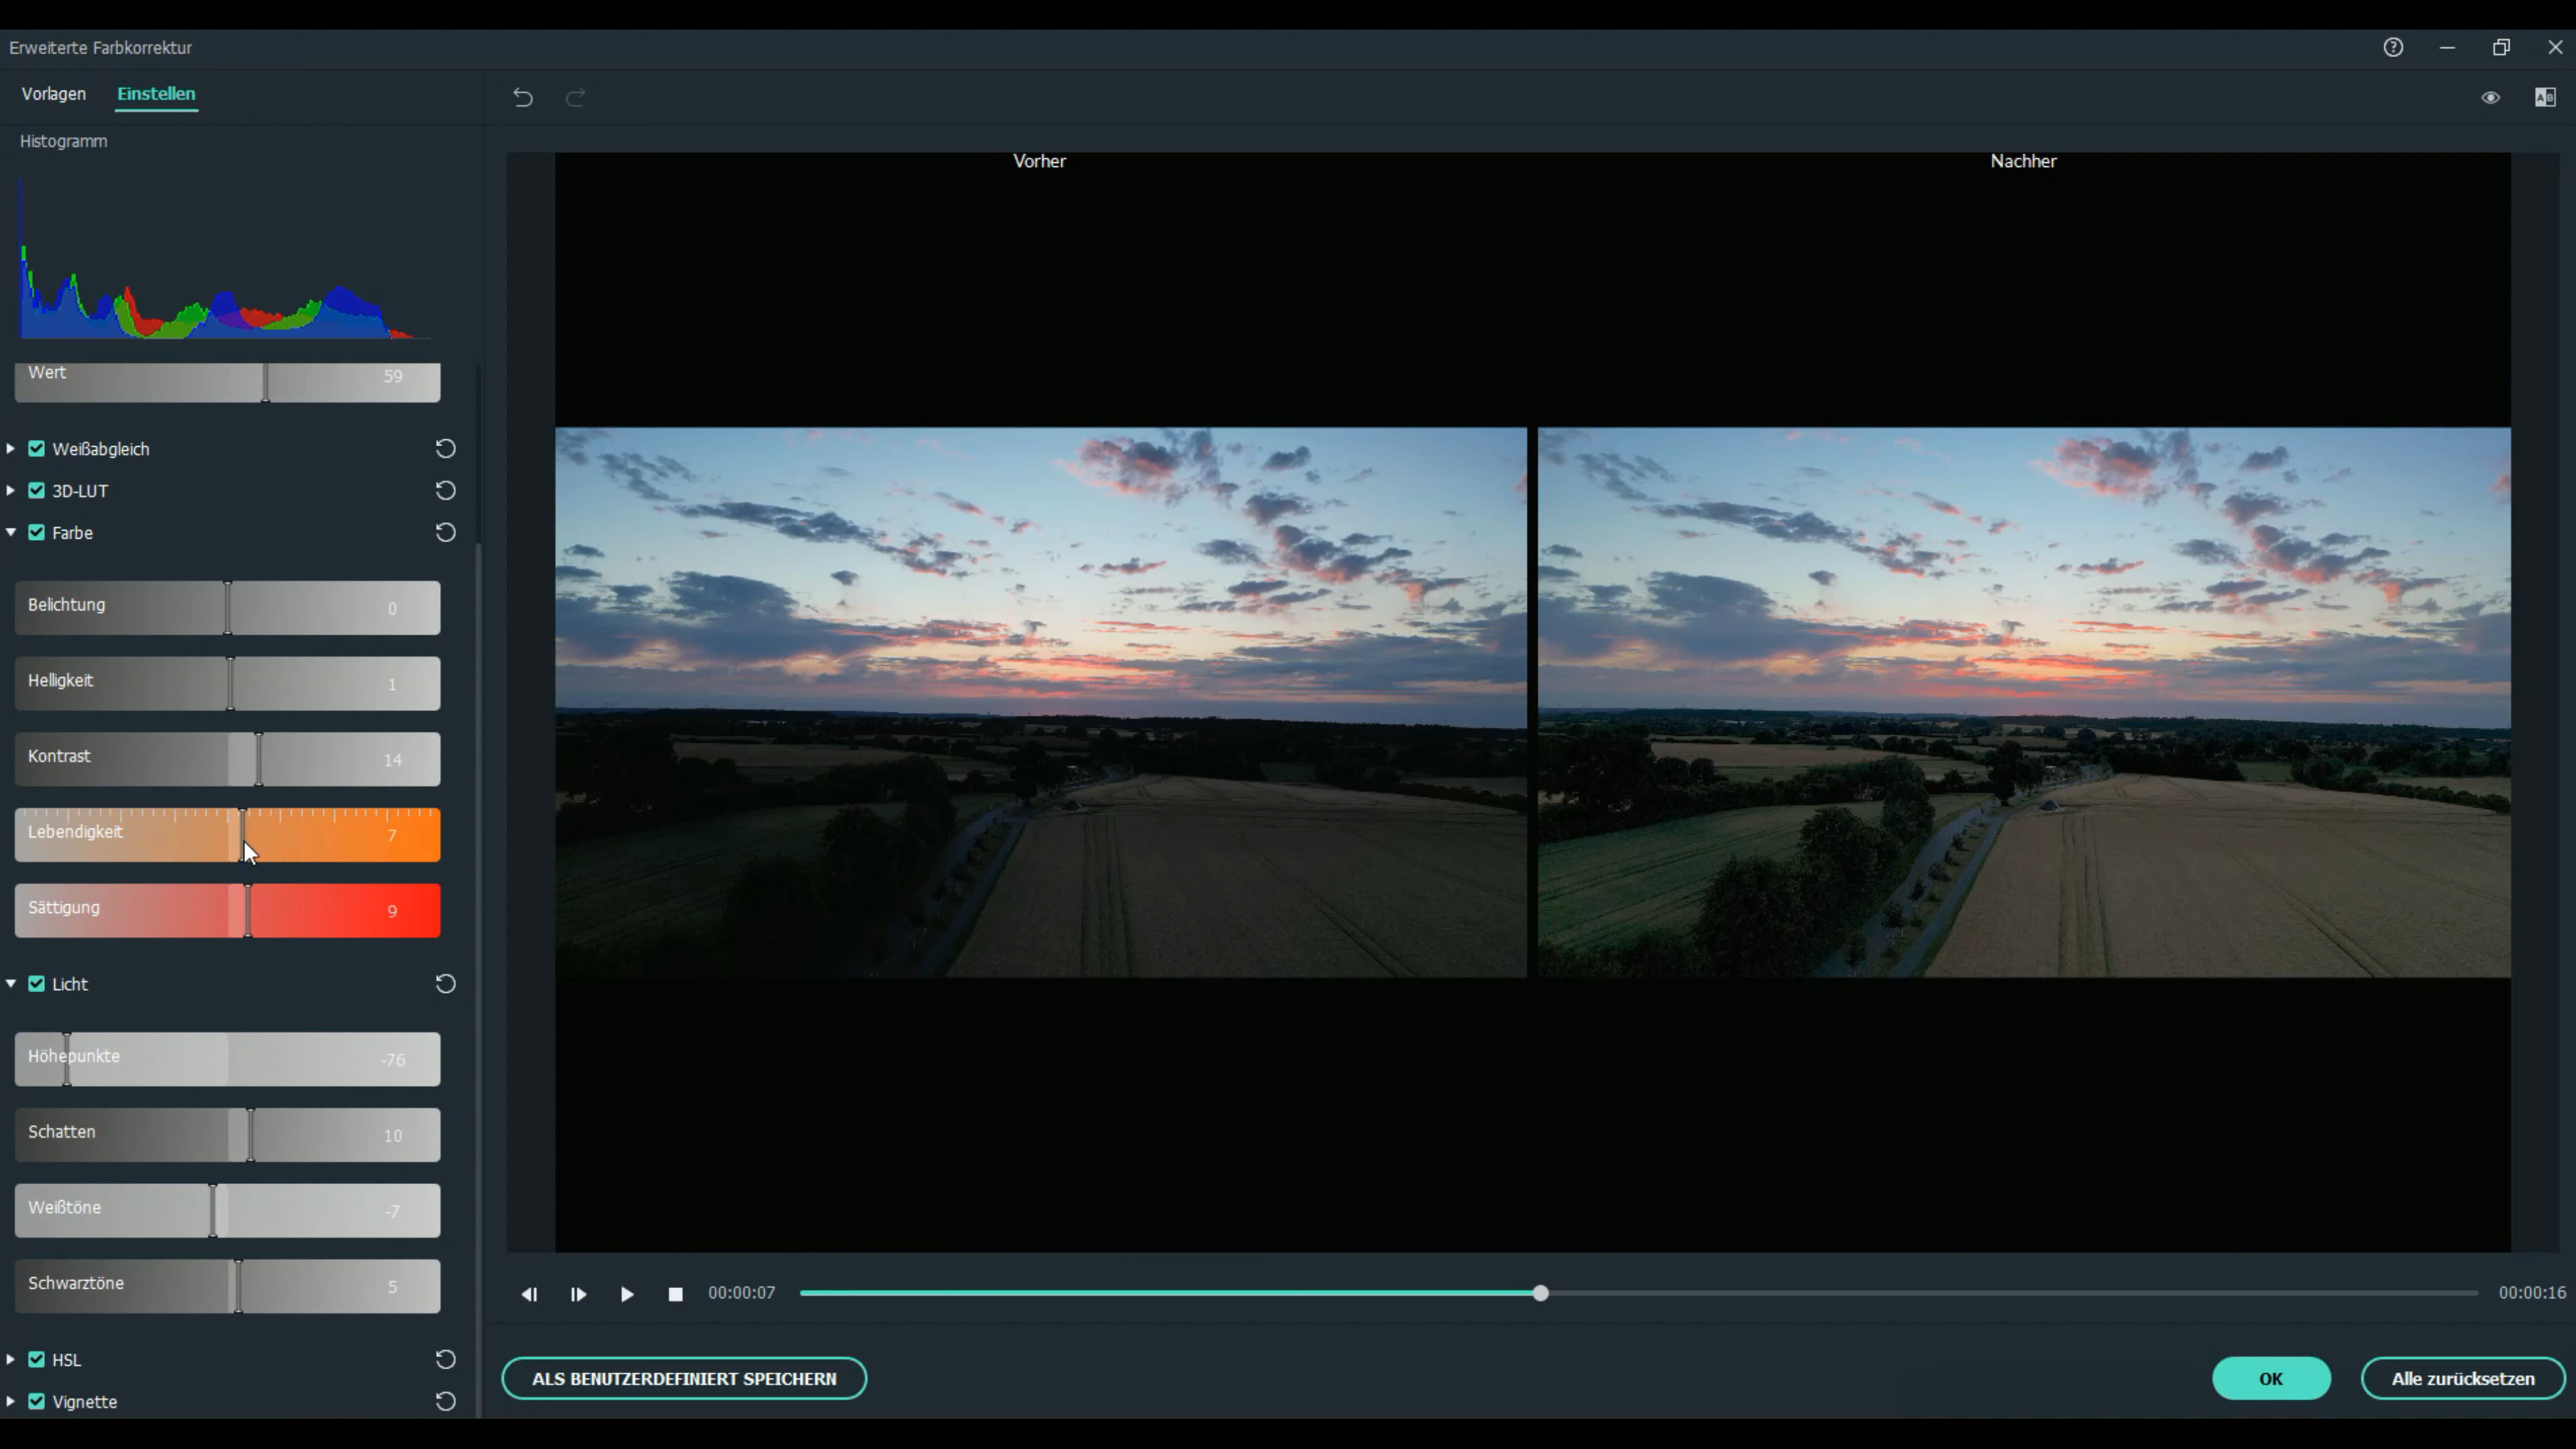 Erweiterte Farbkorrektur
Vorlagen Einstellen
Histogramm
Wert 59
Weißabgleich
3D-LUT
Farbe
Belichtung 0
Helligkeit 1
Kontrast 14
Lebendigkeit 7
Sättigung 9
Licht
Höhepunkte -76
Schatten 10
Weißtöne -7
Schwarztöne 5
HSL
Vignette
A B
Vorher Nachher
00:00:07 00:00:16
ALS BENUTZERDEFINIERT SPEICHERN OK Alle zurücksetzen